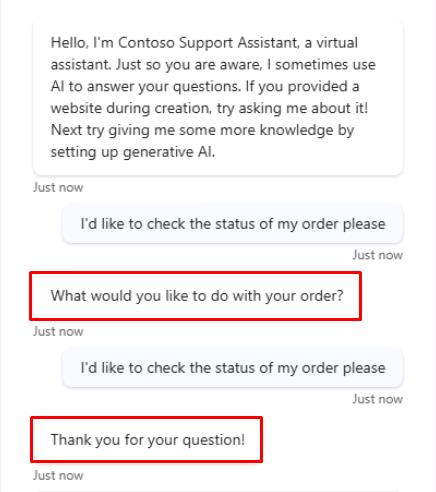 Hello, I'm Contoso Support Assistant, a virtual
assistant. Just so you are aware, I sometimes use
AI to answer your questions. If you provided a
website during creation, try asking me about it!
Next try giving me some more knowledge by
setting up generative AI.
Just now
I'd like to check the status of my order please
Just now
What would you like to do with your order?
Just now
I'd like to check the status of my order please
Just now
Thank you for your question!
Just now